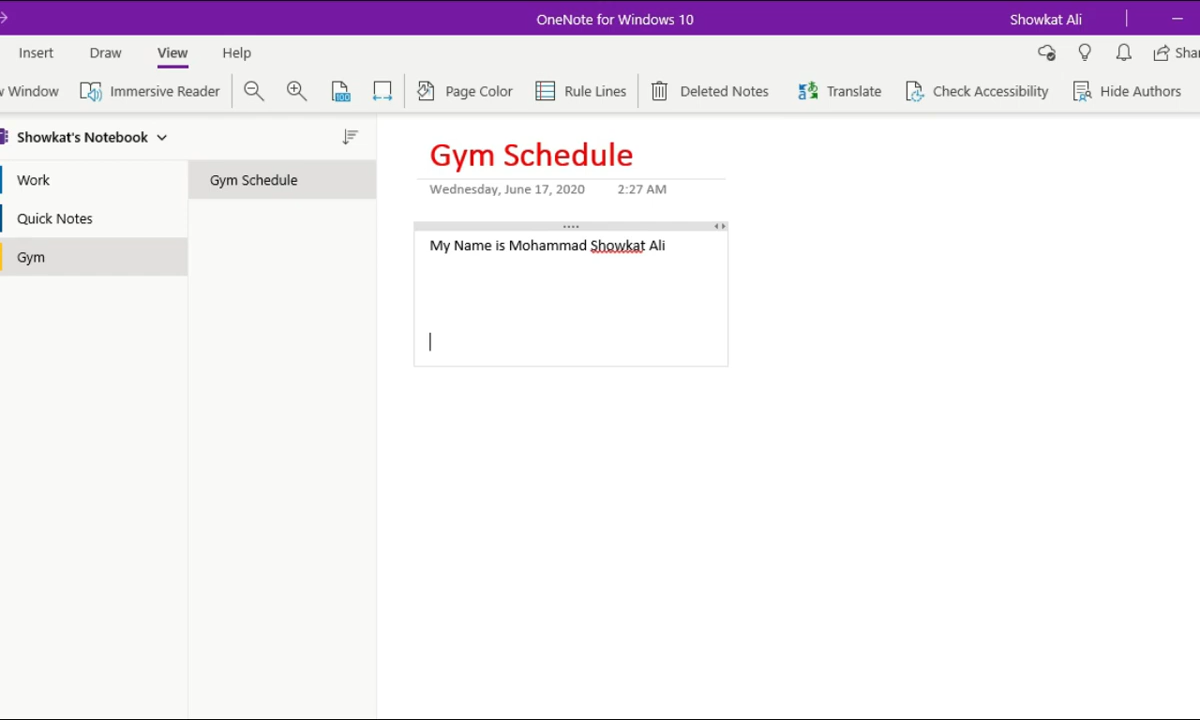 OneNote for Windows 10
Showkat Ali
Insert Draw View Help
Window Immersive Reader Page Color Rule Lines Deleted Notes Translate Check Accessibility Hide Authors
Showkat's Notebook
Work
Quick Notes
Gym
Gym Schedule
Gym Schedule
Wednesday, June 17, 2020 2:27 AM
My Name is Mohammad Showkat Ali